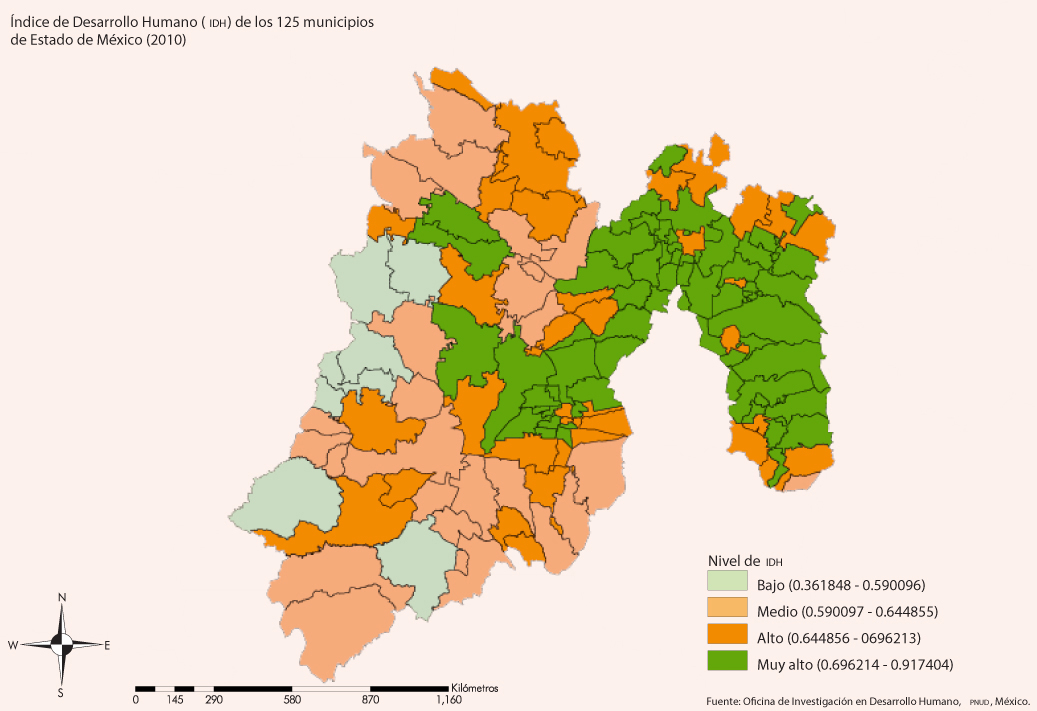 Índice de Desarrollo Humano ( IDH) de los 125 municipios
de Estado de México (2010)
Nivel de IDH
Bajo (0.361848 - 0.590096)
Medio (0.590097 - 0.644855)
Alto (0.644856 - 0696213)
Muy alto (0.696214 - 0.917404)
N
W E
S
Kilómetros
0 145 290 580 870 1,160
Fuente: Oficina de Investigación en Desarrollo Humano, PNUD, México.